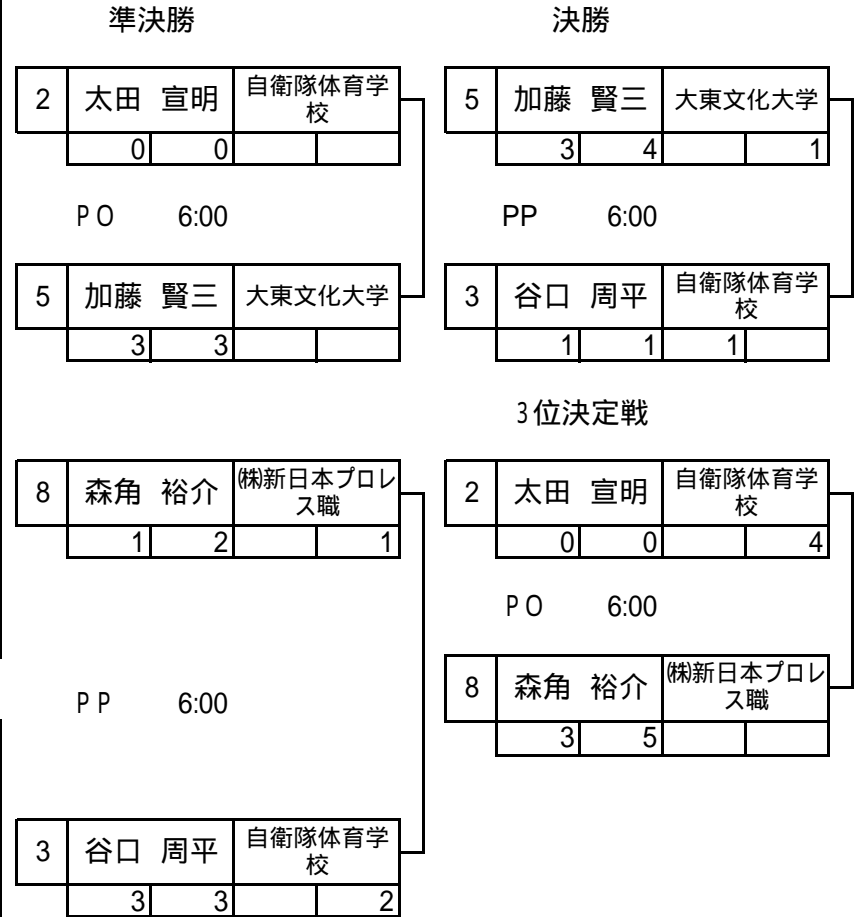 準決勝
2 太田 宣明 自衛隊体育学
校
0 0
ＰＯ 6:00
5 加藤 賢三 大東文化大学
3 3
8 森角 裕介 ㈱新日本プロレ
ス職
1 2 1
ＰＰ 6:00
3 谷口 周平 自衛隊体育学
校
3 3 2
決勝
5 加藤 賢三 大東文化大学
3 4 1
PP 6:00
3 谷口 周平 自衛隊体育学
校
1 1 1
3位決定戦
2 太田 宣明 自衛隊体育学
校
0 0 4
ＰＯ 6:00
8 森角 裕介 ㈱新日本プロレ
ス職
3 5